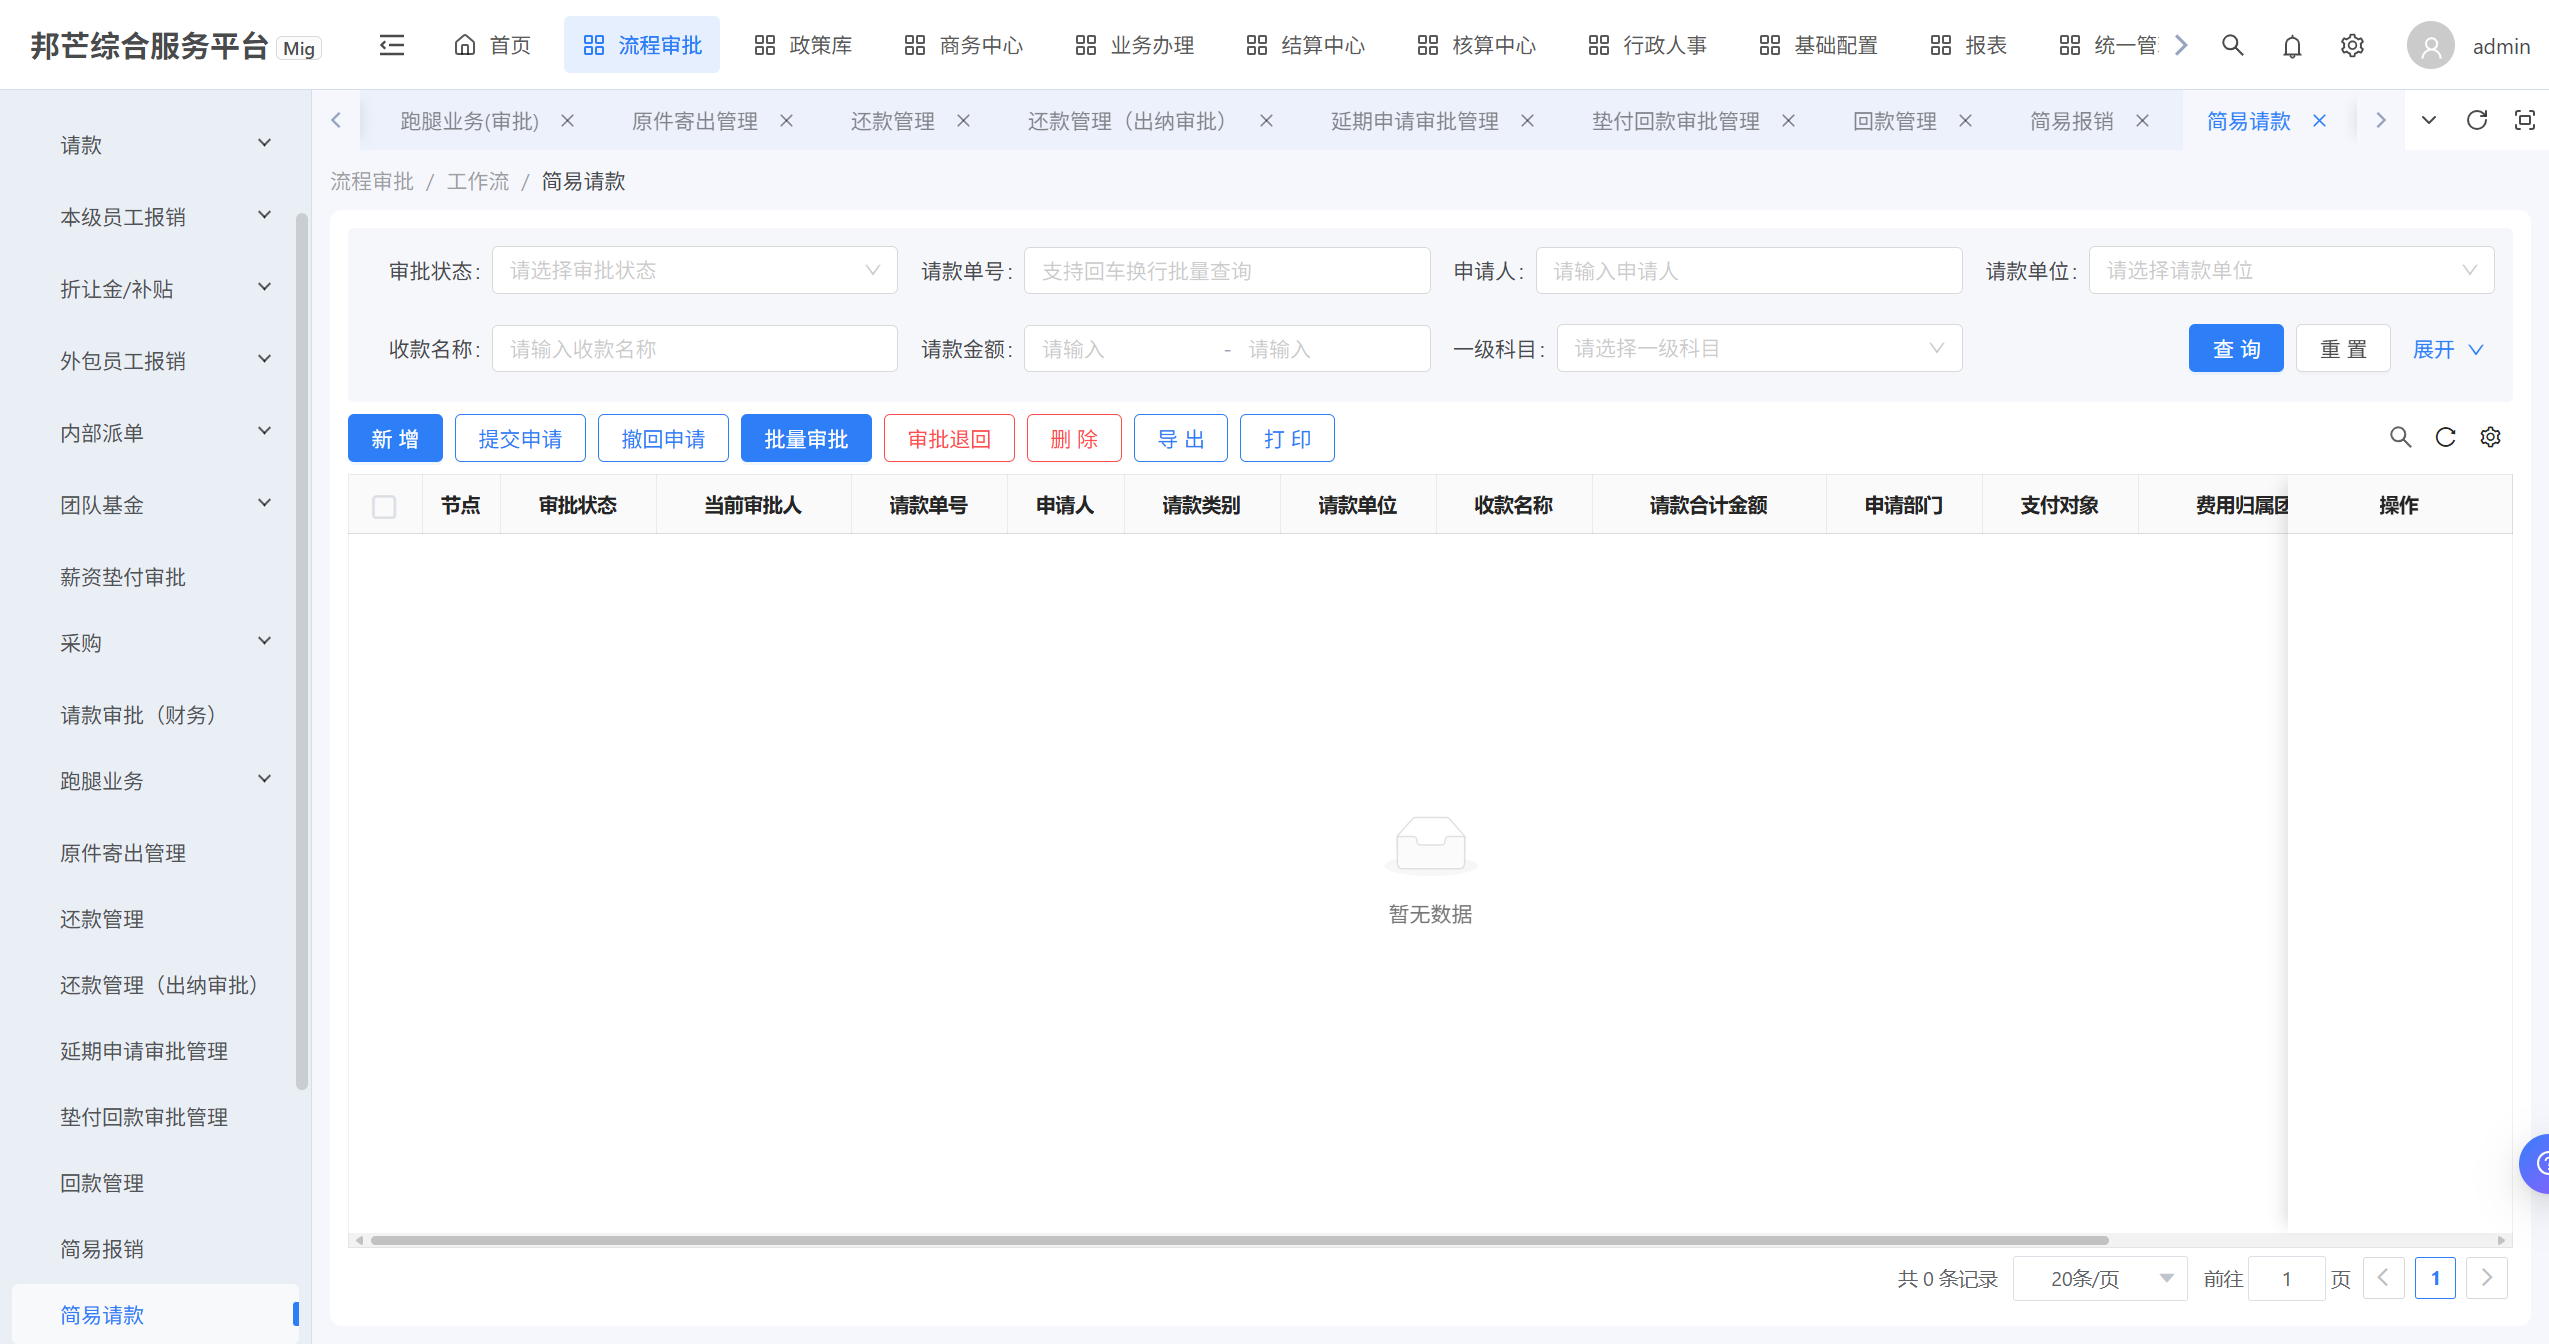 邦芒综合服务平台 Mig 首页 流程审批 政策库 商务中心 业务办理 结算中心 核算中心 行政人事 基础配置 报表 统一管 admin
跑腿业务(审批) 原件寄出管理 还款管理 还款管理（出纳审批） 延期申请审批管理 垫付回款审批管理 回款管理 简易报销 简易请款
流程审批 / 工作流 / 简易请款
请款
本级员工报销
折让金/补贴
外包员工报销
内部派单
团队基金
薪资垫付审批
采购
请款审批（财务）
跑腿业务
原件寄出管理
还款管理
还款管理（出纳审批）
延期申请审批管理
垫付回款审批管理
回款管理
简易报销
简易请款
审批状态: 请选择审批状态 请款单号: 支持回车换行批量查询 申请人: 请输入申请人 请款单位: 请选择请款单位
收款名称: 请输入收款名称 请款金额: 请输入 - 请输入 一级科目: 请选择一级科目 查 询 重 置 展开
新 增 提交申请 撤回申请 批量审批 审批退回 删 除 导 出 打 印
节点 审批状态 当前审批人 请款单号 申请人 请款类别 请款单位 收款名称 请款合计金额 申请部门 支付对象 费用归属团 操作
暂无数据
共 0 条记录 20条/页 前往 1 页 1